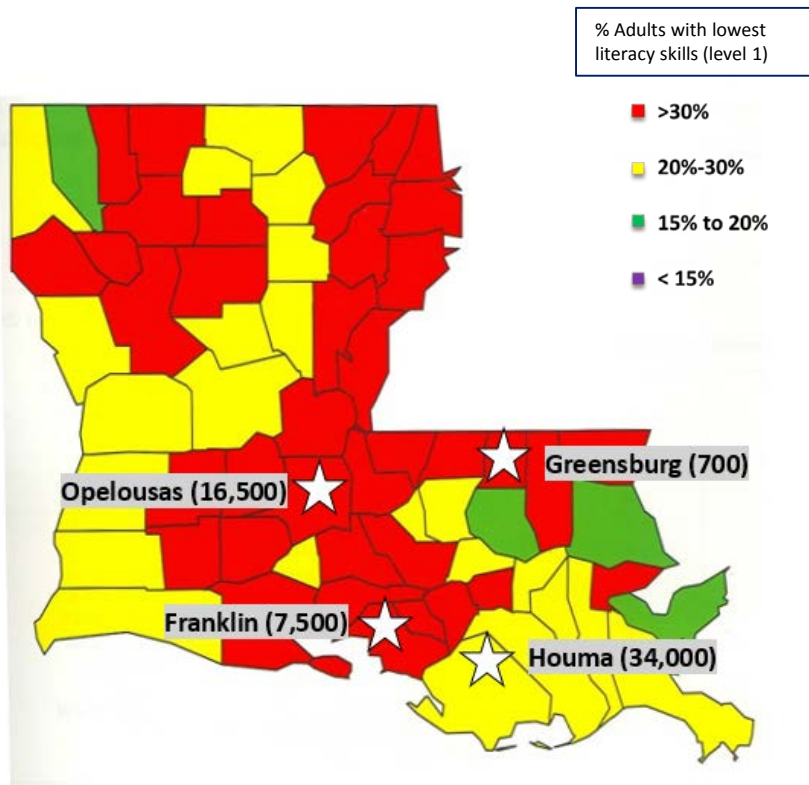 % Adults with lowest
literacy skills (level 1)
>30%
20%-30%
15% to 20%
< 15%
Greensburg (700)
Opelousas (16,500)
Franklin (7,500)
Houma (34,000)